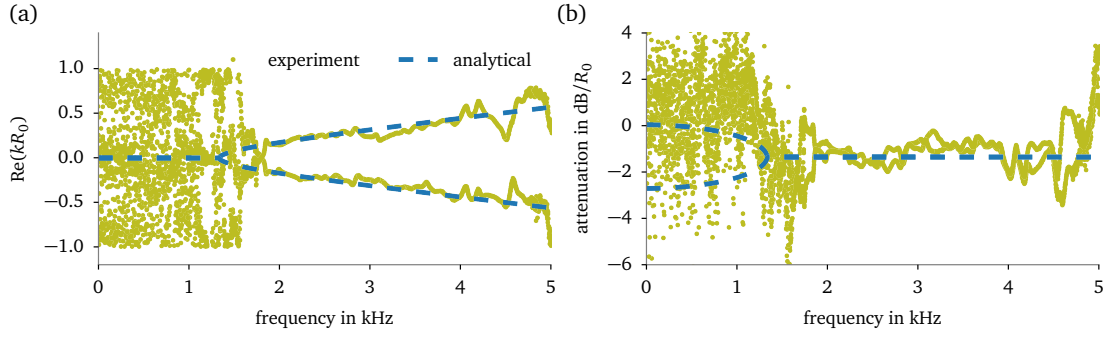 (a)
Re(kR0)
1.0
0.5
0.0
−0.5
−1.0
experiment
analytical
0 1 2 3 4 5
frequency in kHz
(b)
attenuation in dB/R0
4
2
0
−2
−4
−6
0 1 2 3 4 5
frequency in kHz